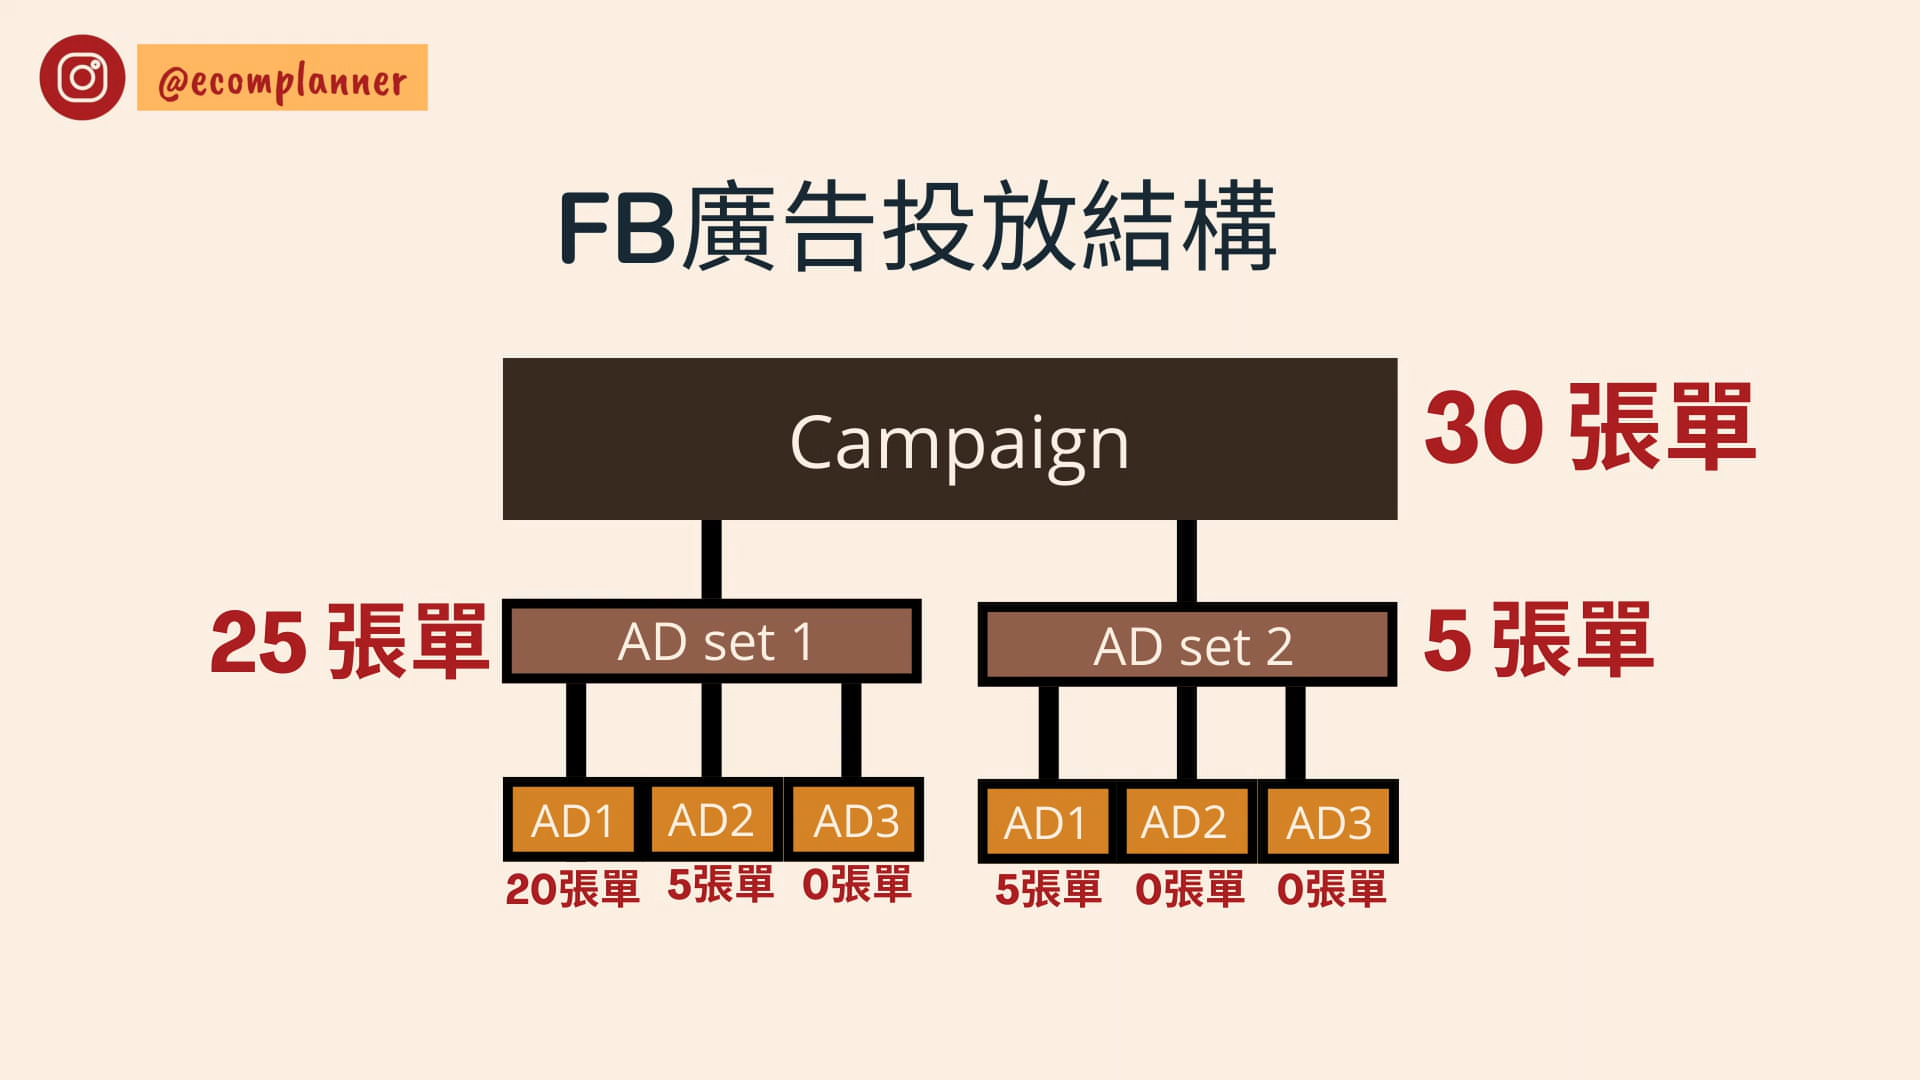 @ecomplanner
FB廣告投放結構
Campaign
30 張單
25 張單
AD set 1
AD set 2
5 張單
AD1
AD2
AD3
AD1
AD2
AD3
20張單
5張單
0張單
5張單
0張單
0張單